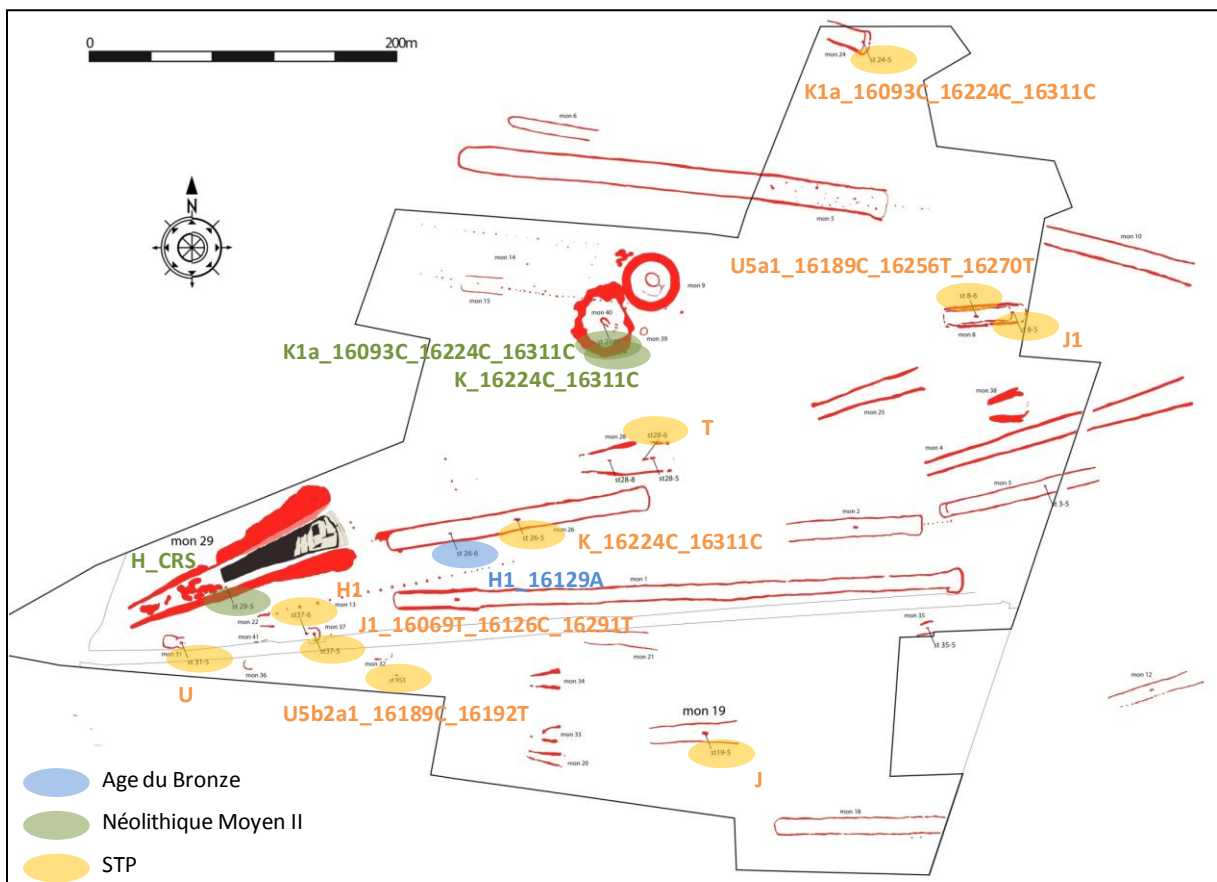 0
200m
mon 24
st 24-5
K1a_16093C_16224C_16311C
mon 6
N
mon 5
mon 10
mon 14
mon 15
mon 9
U5a1_16189C_16256T_16270T
st 8-6
mon 40
mon 39
st 8-5
mon 8
J1
K1a_16093C_16224C_16311C
K_16224C_16311C
mon 38
mon 25
T
mon 28
st28-6
mon 4
st28-8
st28-5
mon 3
st 3-5
mon 29
mon 2
mon 26
st 26-5
K_16224C_16311C
H_CRS
st 26-6
H1_16129A
H1
mon 1
st 29-5
mon 13
st37-6
mon 22
mon 37
J1_16069T_16126C_16291T
mon 35
mon 41
st 35-5
mon 31
st37-5
mon 21
st 31-5
mon 32
mon 36
st 953
mon 34
mon 12
U
U5b2a1_16189C_16192T
mon 19
mon 33
st19-5
mon 20
J
Age du Bronze
mon 18
Néolithique Moyen II
STP